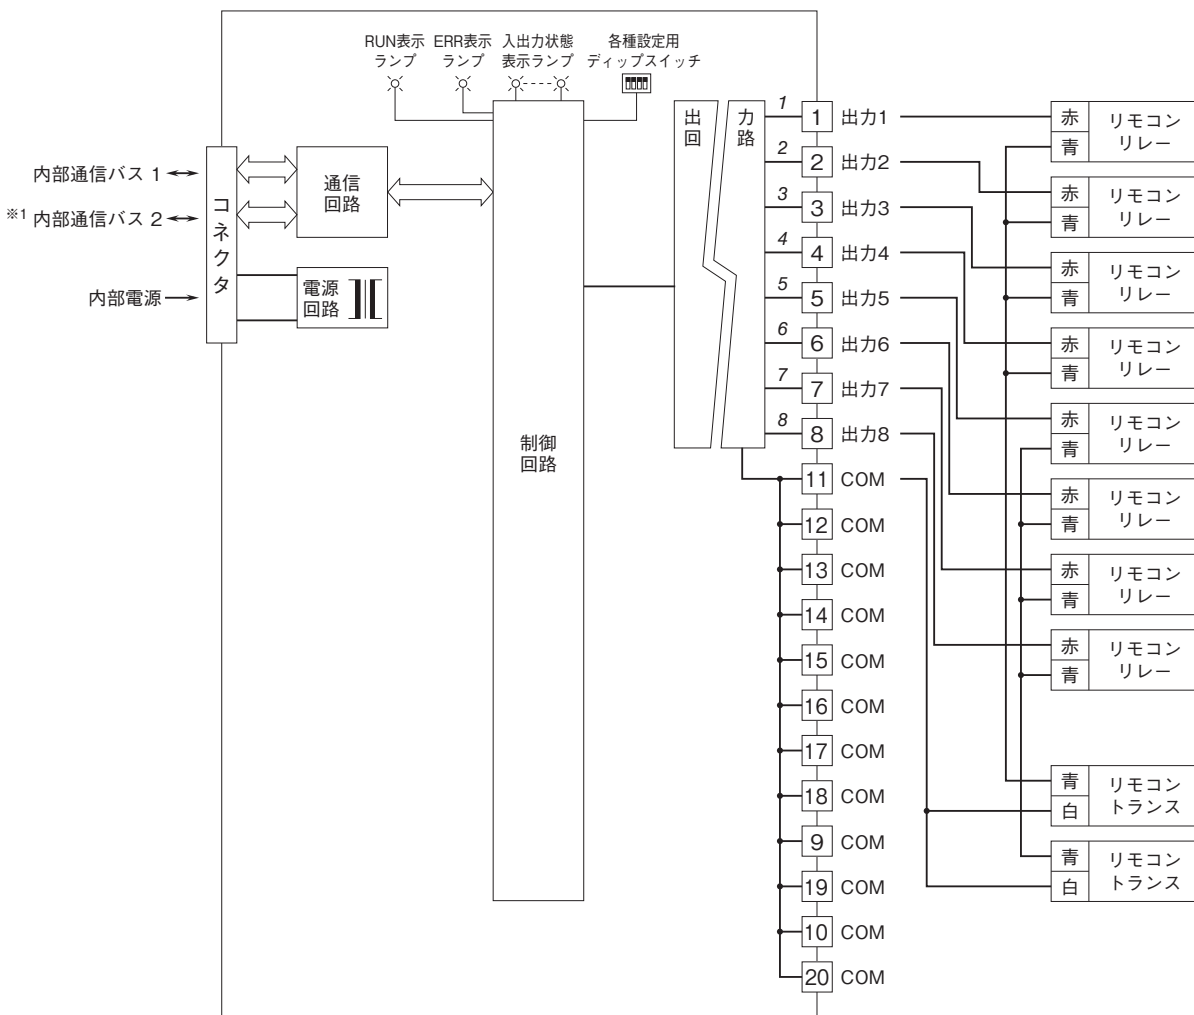 RUN表示
ランプ
ERR表示
ランプ
入出力状態
表示ランプ
各種設定用
ディップスイッチ
内部通信バス 1
※1 内部通信バス 2
内部電源
コネクタ
通信
回路
電源
回路
制御
回路
出力
回路
1
1 出力1
2
2 出力2
3
3 出力3
4
4 出力4
5
5 出力5
6
6 出力6
7
7 出力7
8
8 出力8
11 COM
12 COM
13 COM
14 COM
15 COM
16 COM
17 COM
18 COM
9 COM
19 COM
10 COM
20 COM
赤
青
リモコン
リレー
赤
青
リモコン
リレー
赤
青
リモコン
リレー
赤
青
リモコン
リレー
赤
青
リモコン
リレー
赤
青
リモコン
リレー
赤
青
リモコン
リレー
赤
青
リモコン
リレー
青
白
リモコン
トランス
青
白
リモコン
トランス